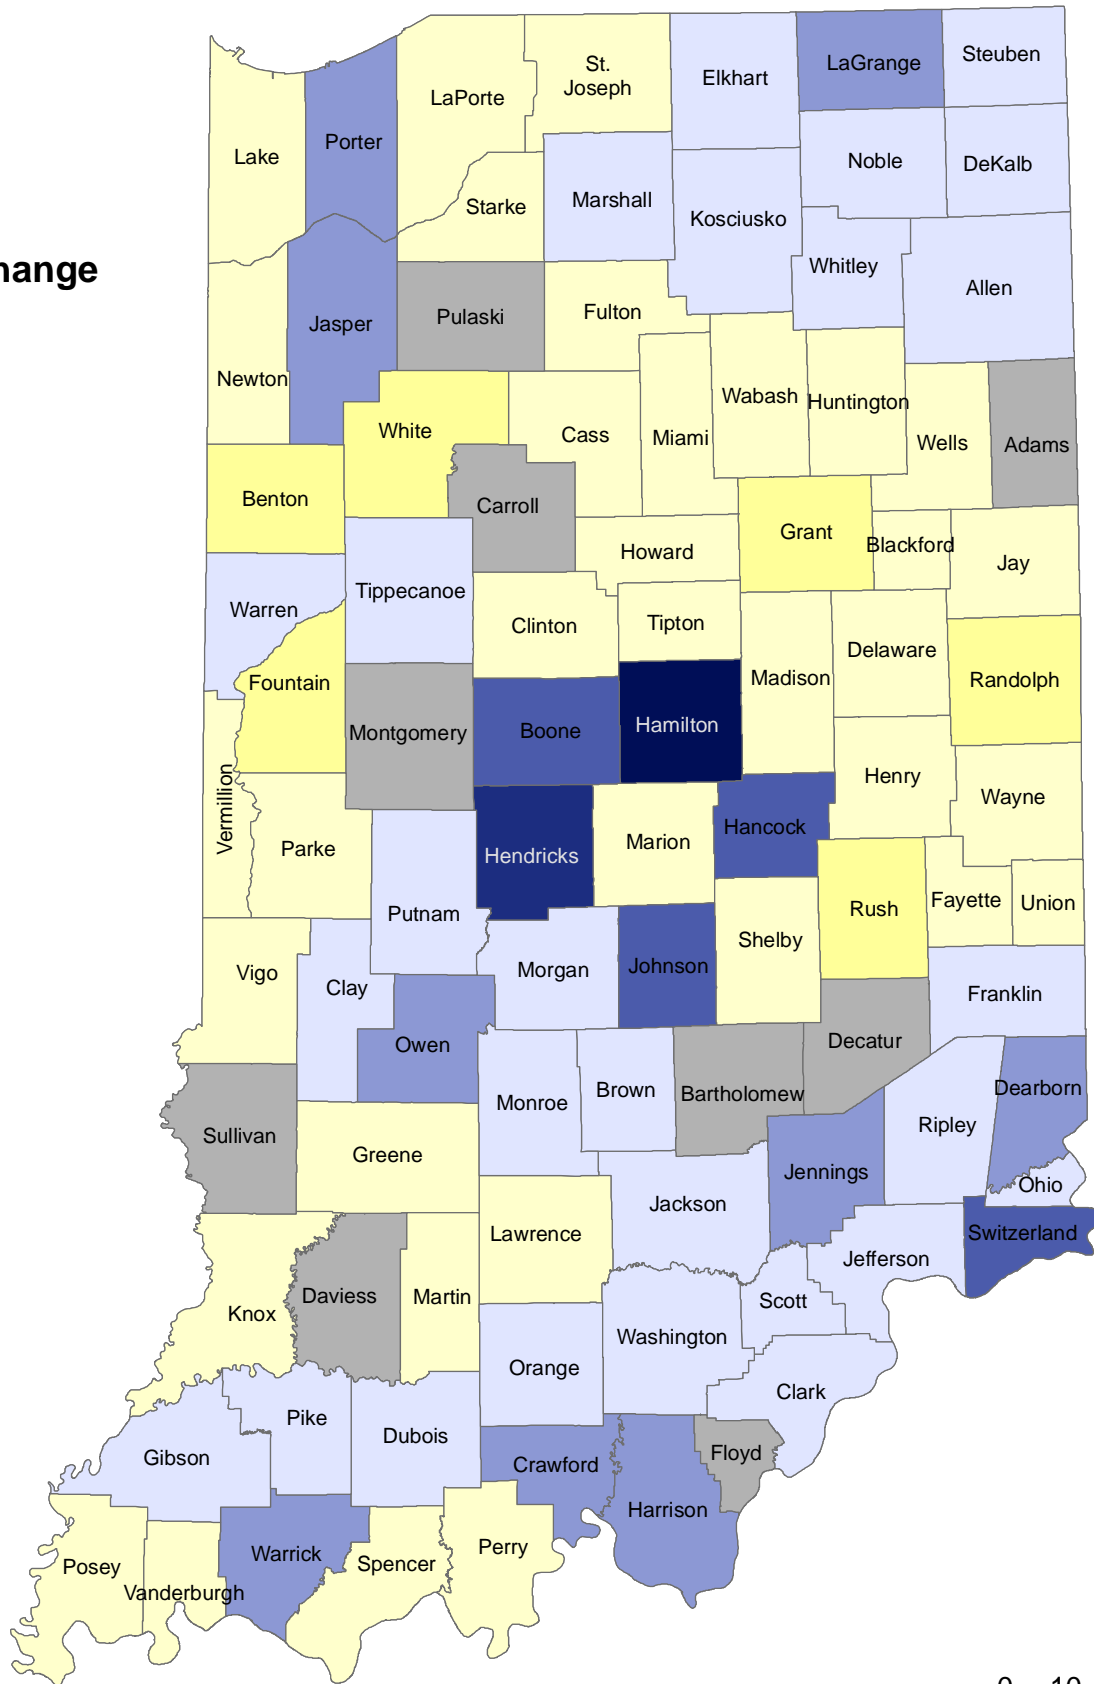 Steuben
LaGrange
St.
Joseph
Elkhart
LaPorte
Porter
Lake
Noble
DeKalb
Marshall
Starke
Kosciusko
Whitley
hange
Allen
Fulton
Pulaski
Jasper
Newton
Wabash
Huntington
White
Cass
Miami
Wells
Adams
Benton
Carroll
Grant
Blackford
Howard
Jay
Tippecanoe
Warren
Clinton
Tipton
Delaware
Madison
Randolph
Fountain
Hamilton
Boone
Montgomery
Henry
Wayne
Vermillion
Hancock
Marion
Parke
Hendricks
Fayette
Union
Rush
Putnam
Shelby
Johnson
Morgan
Vigo
Clay
Franklin
Decatur
Owen
Dearborn
Brown
Bartholomew
Monroe
Ripley
Sullivan
Greene
Jennings
Ohio
Jackson
Switzerland
Lawrence
Jefferson
Daviess
Martin
Scott
Knox
Washington
Orange
Clark
Pike
Dubois
Floyd
Gibson
Crawford
Harrison
Perry
Warrick
Spencer
Posey
Vanderburgh
0 10